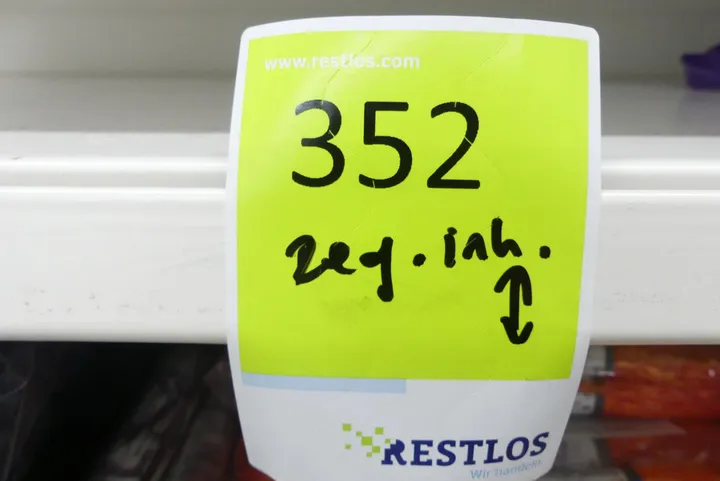 www.restlos.com
352
Reg. inh.
RESTLOS
Wir handeln.